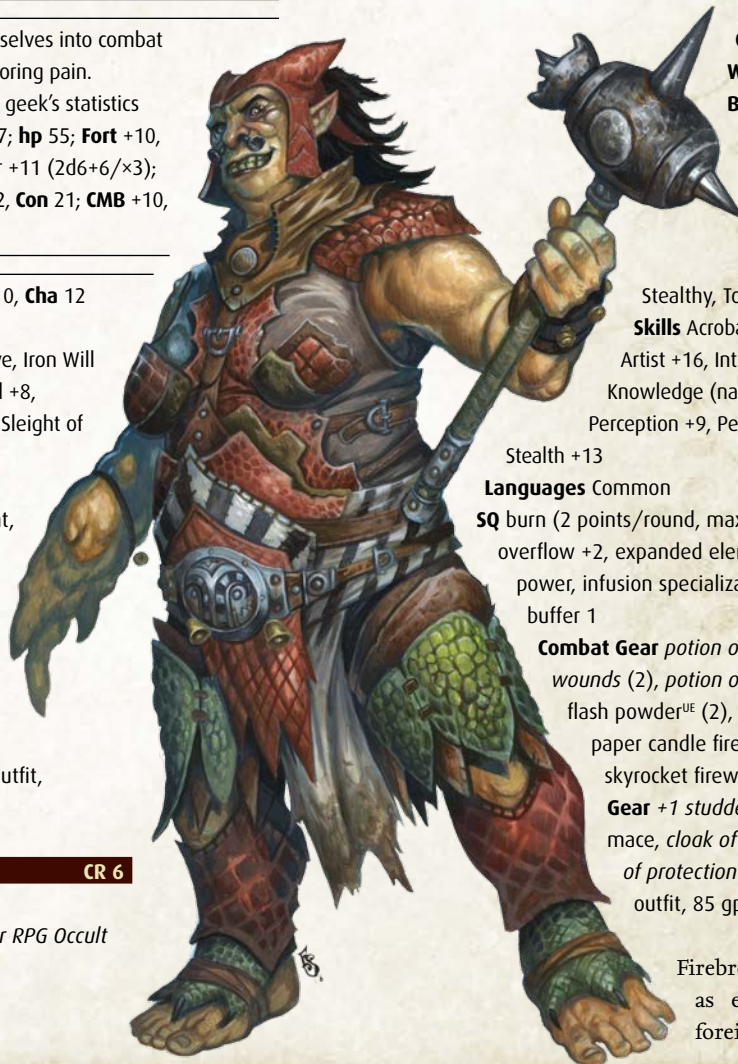 selves into combat
oring pain.
geek's statistics
7; hp 55; Fort +10,
+11 (2d6+6/×3);
2, Con 21; CMB +10,
0, Cha 12
ve, Iron Will
+8,
Sleight of
t,
utfit,
CR 6
r RPG Occult
W
B
Stealthy, To
Skills Acroba
Artist +16, Int
Knowledge (na
Perception +9, Pe
Stealth +13
Languages Common
SQ burn (2 points/round, max
overflow +2, expanded elem
power, infusion specializa
buffer 1
Combat Gear potion o
wounds (2), potion o
flash powderUE (2),
paper candle fire
skyrocket firew
Gear +1 studde
mace, cloak of
of protection
outfit, 85 gp
Firebre
as e
forei